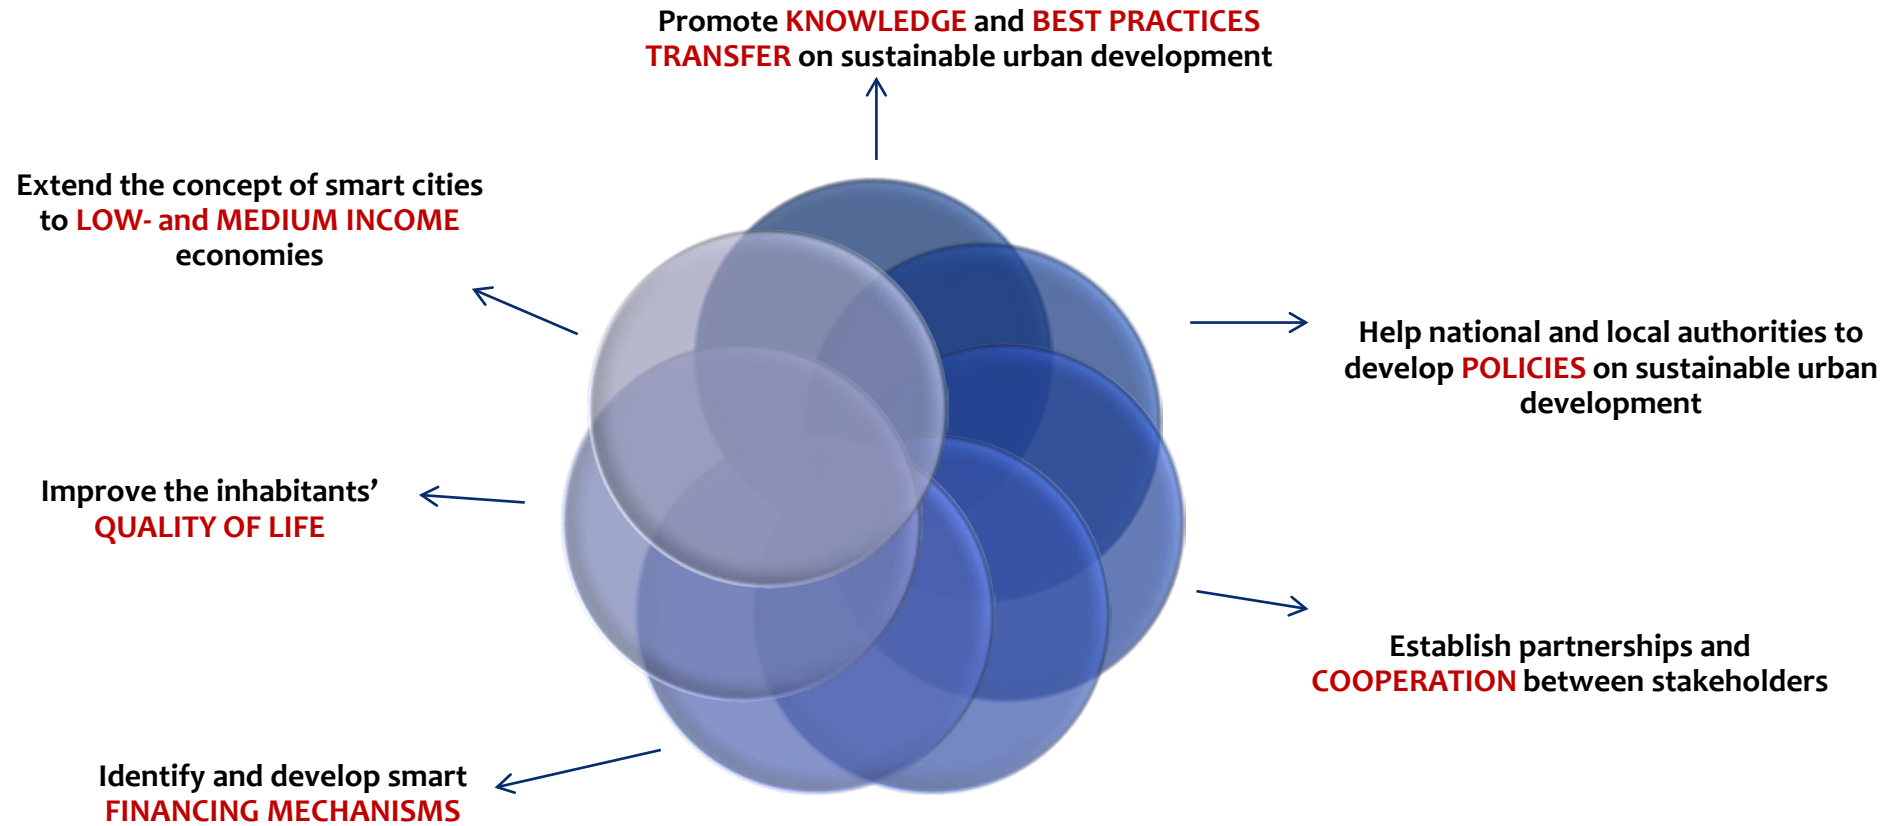 Promote KNOWLEDGE and BEST PRACTICES
TRANSFER on sustainable urban development
Extend the concept of smart cities
to LOW- and MEDIUM INCOME
economies
Help national and local authorities to
develop POLICIES on sustainable urban
development
Improve the inhabitants’
QUALITY OF LIFE
Establish partnerships and
COOPERATION between stakeholders
Identify and develop smart
FINANCING MECHANISMS